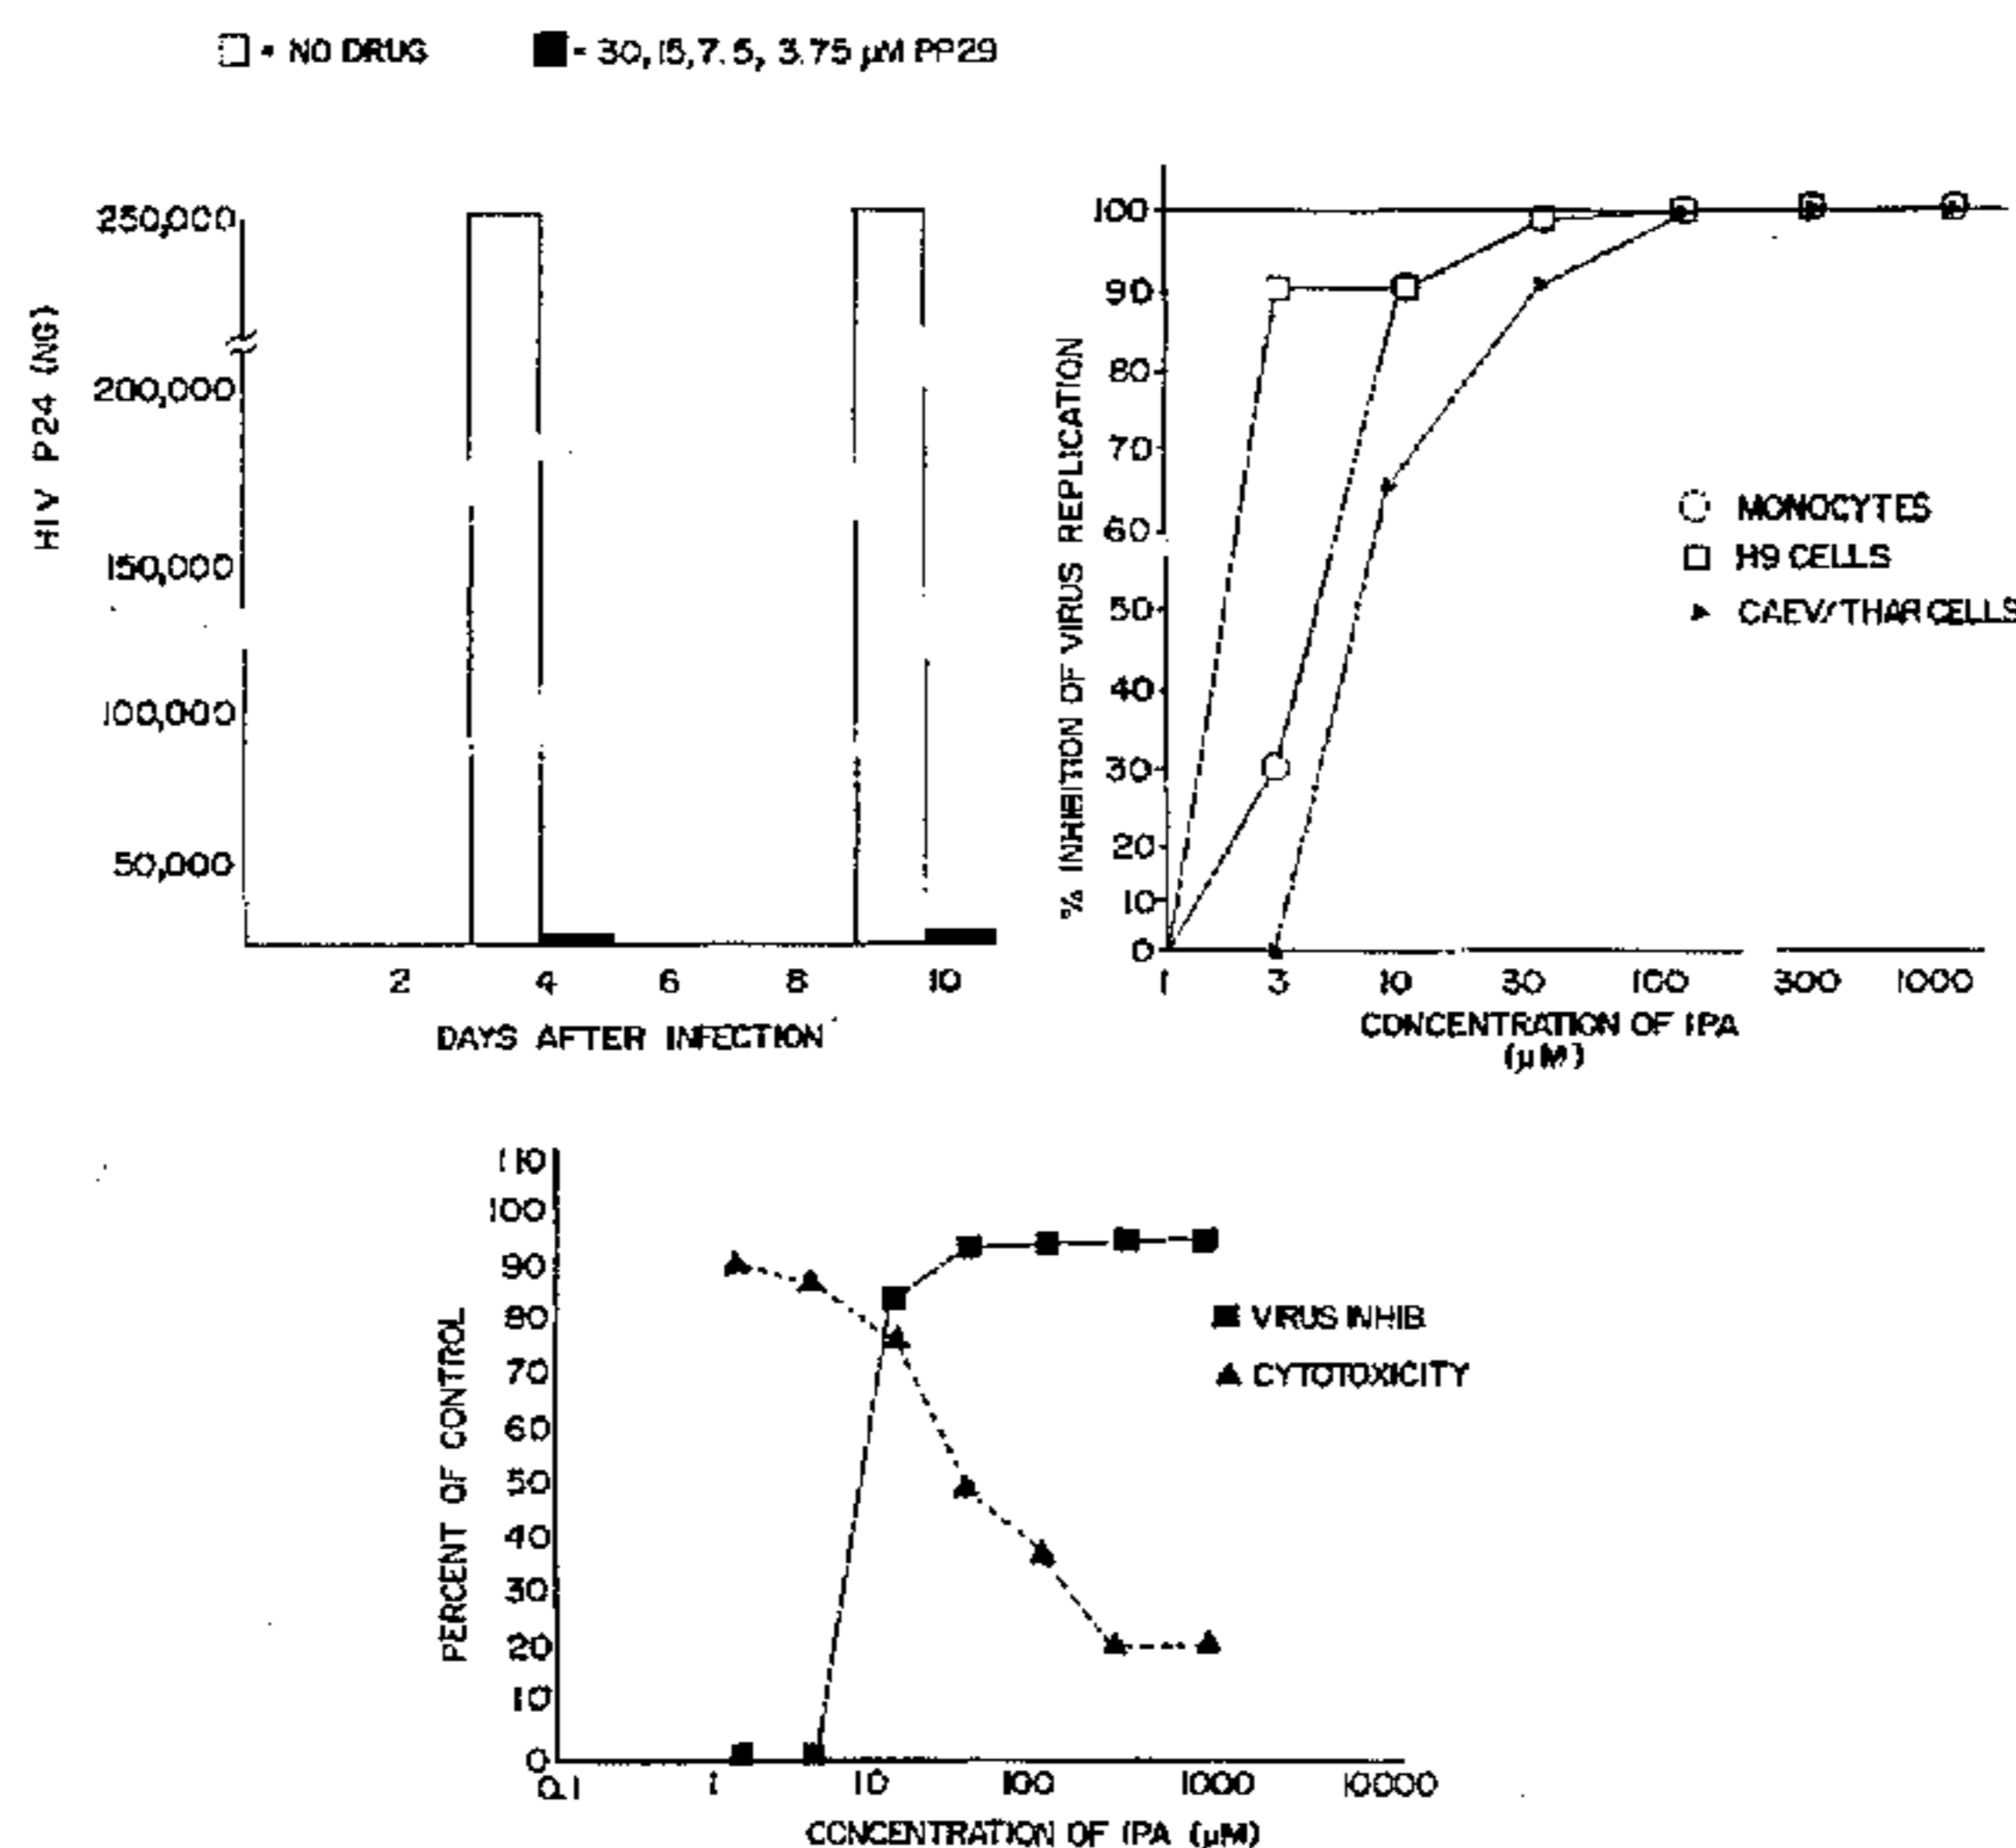 □ = NO DRUG ■ = 30, 15, 7.5, 3.75 μM PP29
HIV P24 (NG)
250,000
200,000
150,000
100,000
50,000
2 4 6 8 10
DAYS AFTER INFECTION
% INHIBITION OF VIRUS REPLICATION
100
90
80
70
60
50
40
30
20
10
0
○ MONOCYTES
□ H9 CELLS
▸ CAEV/THAR CELLS
1 3 10 30 100 300 1000
CONCENTRATION OF IPA
(μM)
PERCENT OF CONTROL
110
100
90
80
70
60
50
40
30
20
10
0
■ VIRUS INHIB
▲ CYTOTOXICITY
0.1 1 10 100 1000 10000
CONCENTRATION OF IPA (μM)